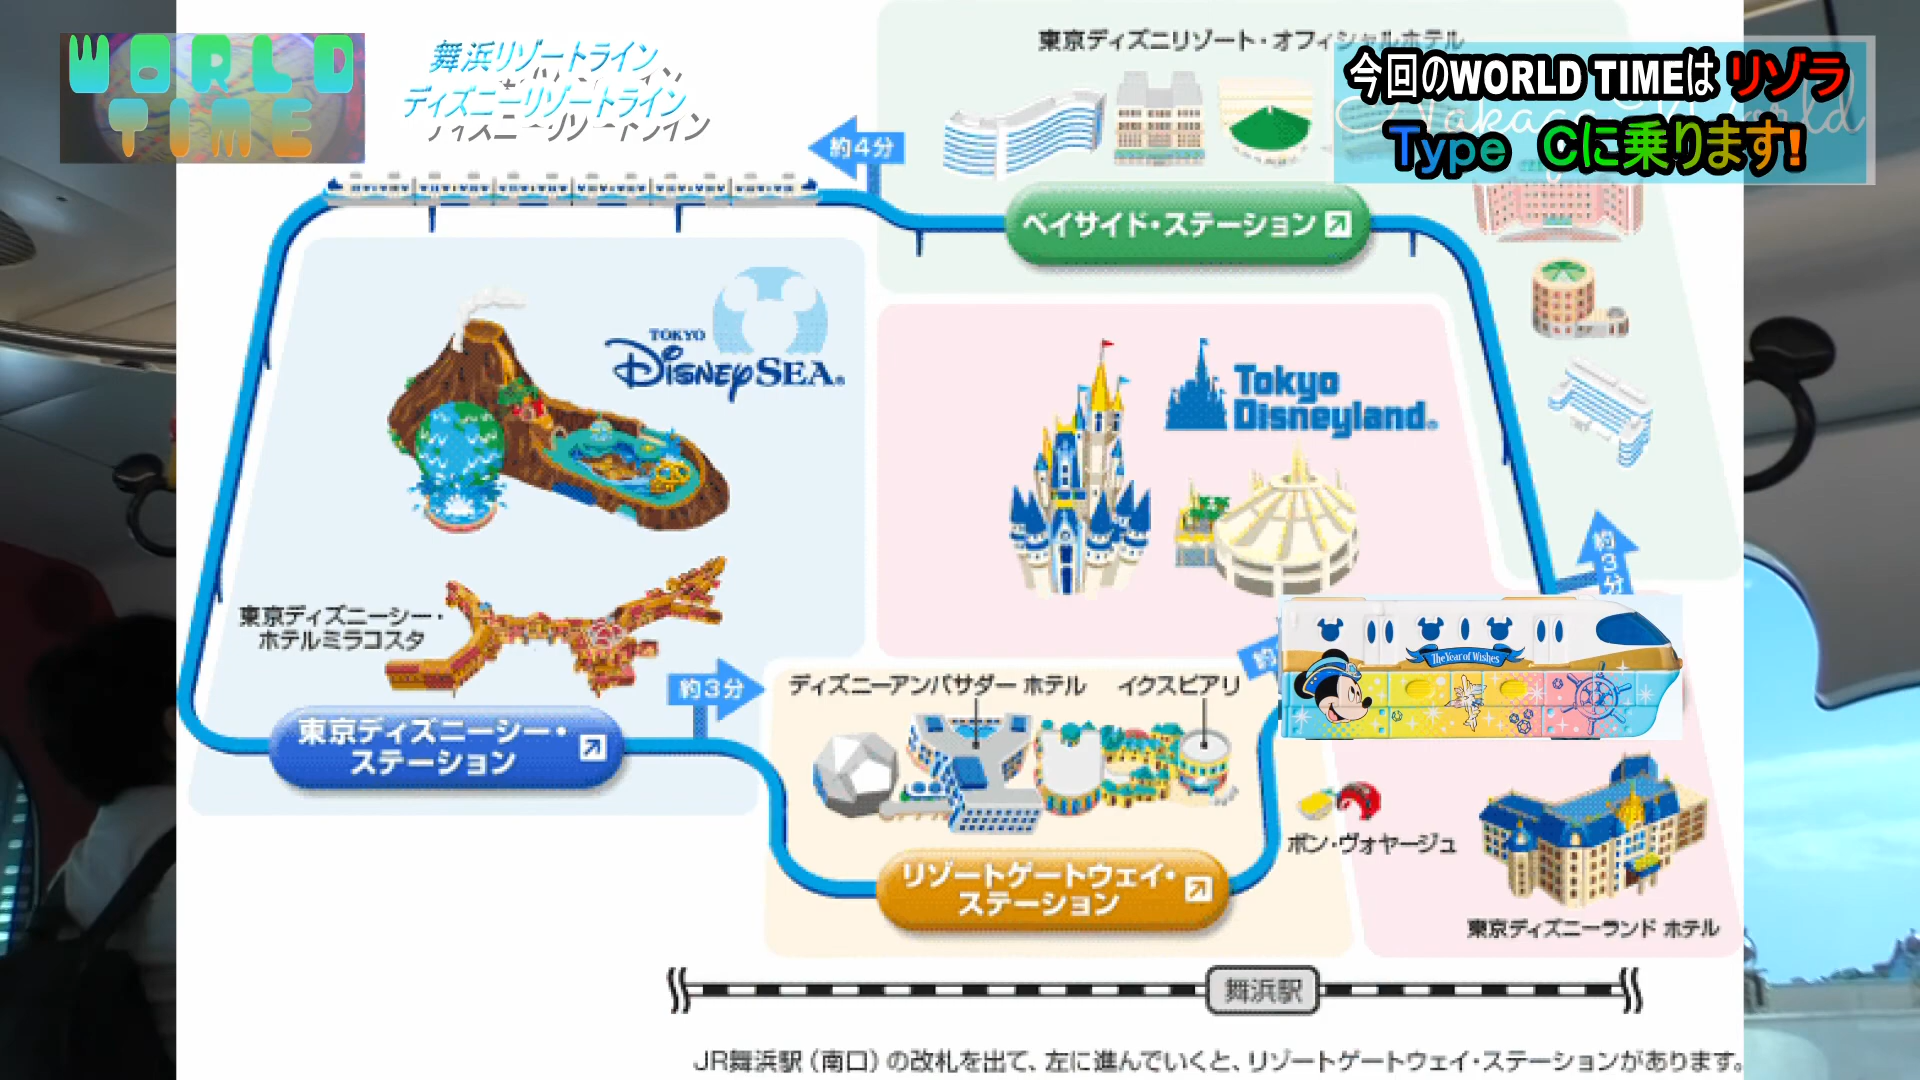 WORLD
TIME
舞浜リゾートライン
ディズニーリゾートライン
東京ディズニリゾート・オフィシャルホテル
今回のWORLD TIMEは リゾラ
Type Cに乗ります!
約4分
ベイサイド・ステーション
TOKYO
DISNEYSEA®
Tokyo
Disneyland®
約3分
東京ディズニーシー・
ホテルミラコスタ
約3分
ディズニーアンバサダー ホテル
イクスピアリ
約
The Year of Wishes
東京ディズニーシー・
ステーション
ボン・ヴォヤージュ
リゾートゲートウェイ・
ステーション
東京ディズニーランド ホテル
舞浜駅
JR舞浜駅（南口）の改札を出て、左に進んでいくと、リゾートゲートウェイ・ステーションがあります。